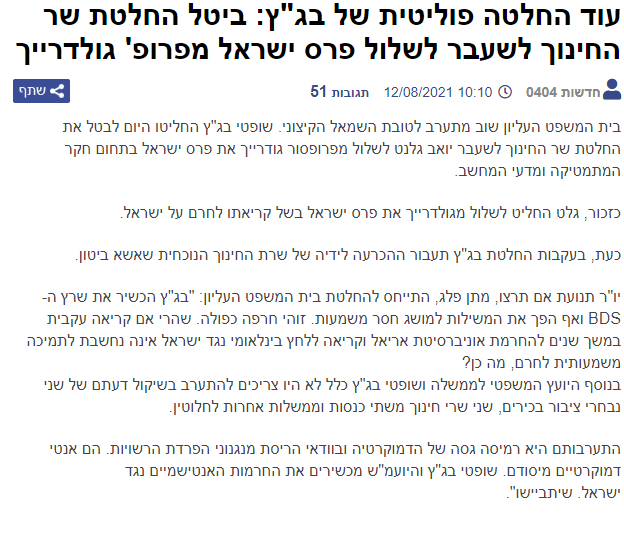 עוד החלטה פוליטית של בג"ץ: ביטל החלטת שר
החינוך לשעבר לשלול פרס ישראל מפרופ' גולדרייך
חדשות 0404 10:10 12/08/2021 תגובות 51 שתף
בית המשפט העליון שוב מתערב לטובת השמאל הקיצוני. שופטי בג"ץ החליטו היום לבטל את
החלטת שר החינוך לשעבר יואב גלנט לשלול מפרופסור גודרייך את פרס ישראל בתחום חקר
המתמטיקה ומדעי המחשב.
כזכור, גלט החליט לשלול מגולדרייך את פרס ישראל בשל קריאתו לחרם על ישראל.
כעת, בעקבות החלטת בג"ץ תעבור ההכרעה לידיה של שרת החינוך הנוכחית שאשא ביטון.
יו"ר תנועת אם תרצו, מתן פלג, התייחס להחלטת בית המשפט העליון: "בג"ץ הכשיר את שרץ ה-
BDS ואף הפך את המשילות למושג חסר משמעות. זוהי חרפה כפולה. שהרי אם קריאה עקבית
במשך שנים להחרמת אוניברסיטת אריאל וקריאה ללחץ בינלאומי נגד ישראל אינה נחשבת לתמיכה
משמעותית לחרם, מה כן?
בנוסף היועץ המשפטי לממשלה ושופטי בג"ץ כלל לא היו צריכים להתערב בשיקול דעתם של שני
נבחרי ציבור בכירים, שני שרי חינוך משתי כנסות וממשלות אחרות לחלוטין.
התערבותם היא רמיסה גסה של הדמוקרטיה ובוודאי הריסת מנגנוני הפרדת הרשויות. הם אנטי
דמוקרטיים מיסודם. שופטי בג"ץ והיועמ"ש מכשירים את החרמות האנטישמיים נגד
ישראל. שיתביישו".